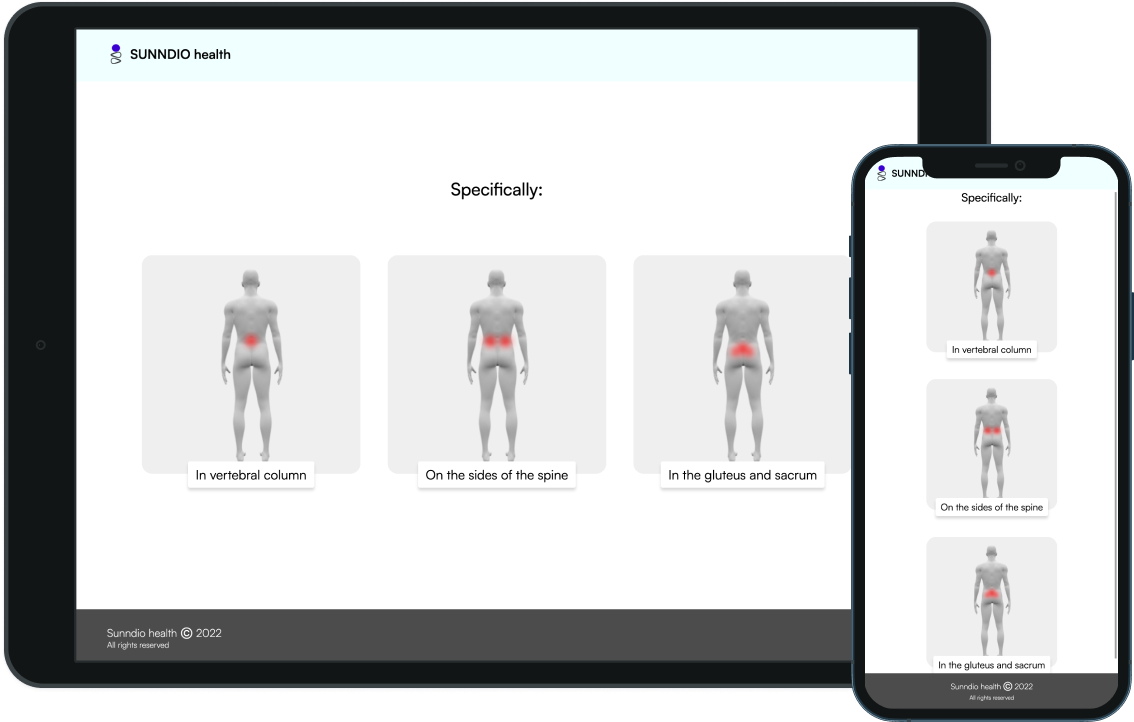 SUNNDIO health
Specifically:
In vertebral column
On the sides of the spine
In the gluteus and sacrum
Sunndio health © 2022
All rights reserved
SUNNDI
Specifically:
In vertebral column
On the sides of the spine
In the gluteus and sacrum
Sunndio health © 2022
All rights reserved